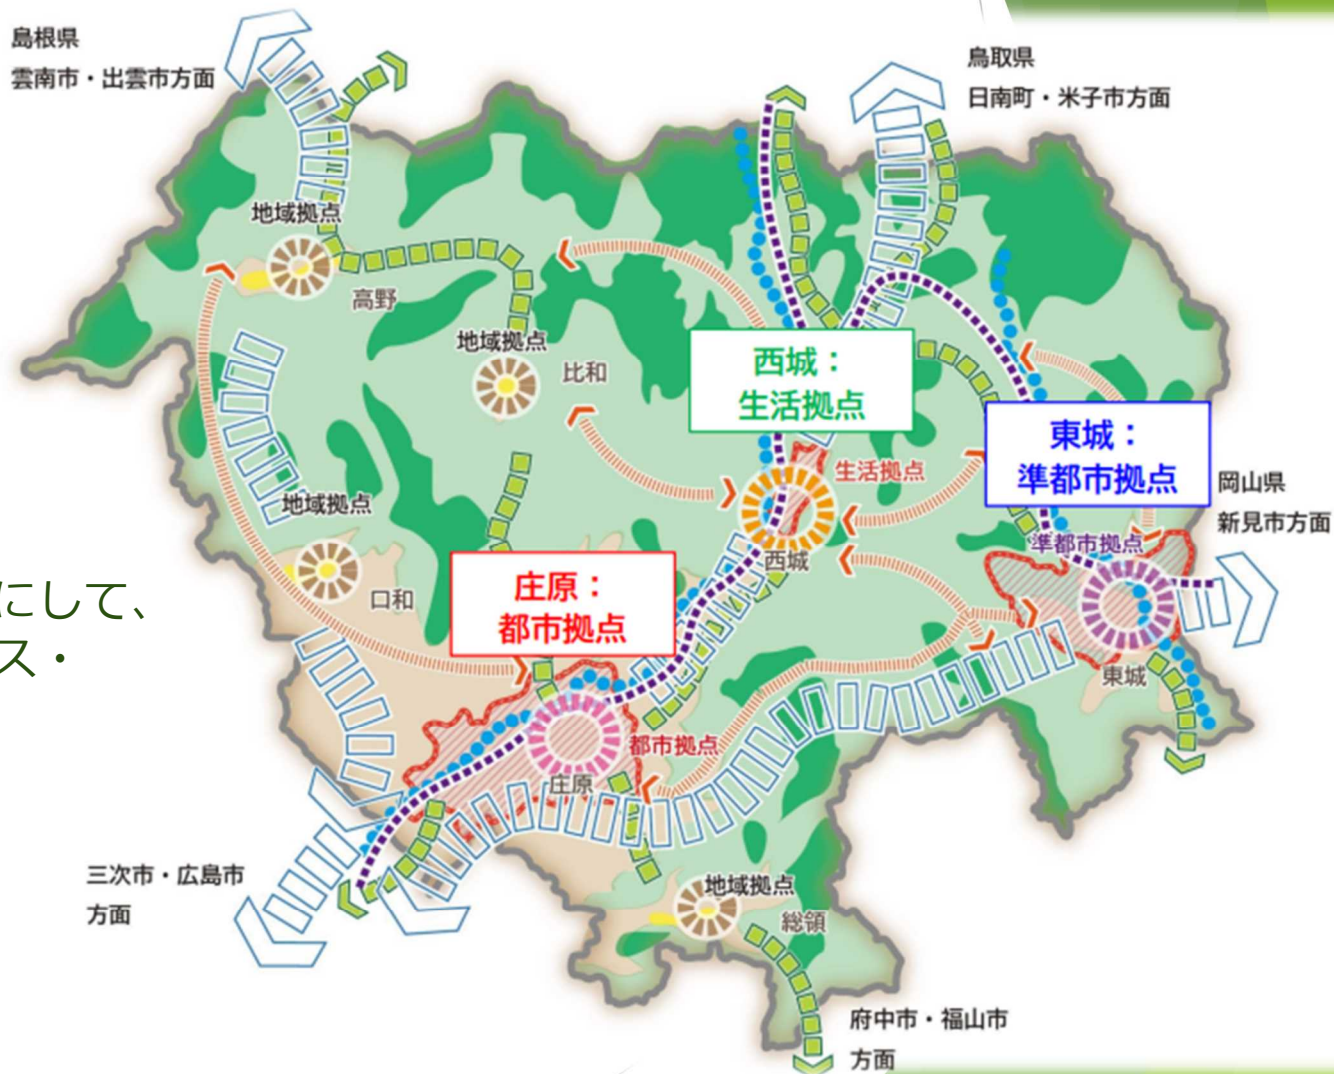 島根県
雲南市・出雲市方面
鳥取県
日南町・米子市方面
地域拠点
高野
地域拠点
比和
西城：
生活拠点
東城：
準都市拠点
生活拠点
岡山県
新見市方面
地域拠点
準都市拠点
西城
口和
庄原：
都市拠点
にして、
ス・
東城
都市拠点
庄原
三次市・広島市
方面
地域拠点
総領
府中市・福山市
方面